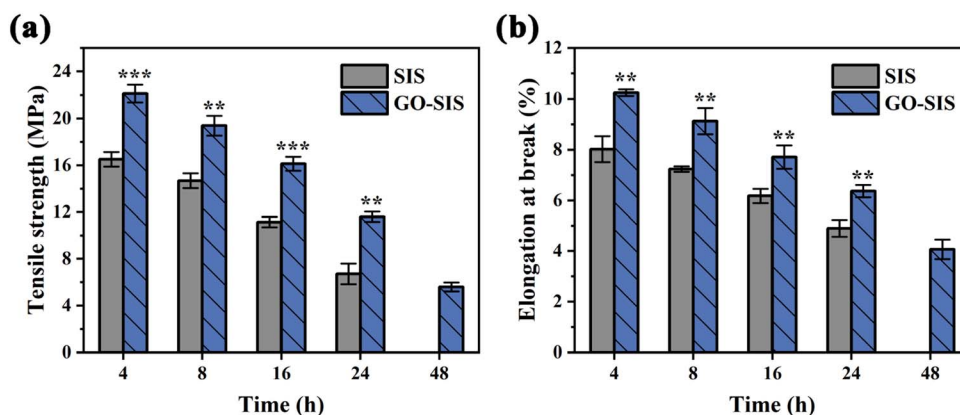 (a)
Tensile strength (MPa)
24
20
16
12
8
4
0
SIS
GO-SIS
***
**
***
**
4 8 16 24 48
Time (h)
(b)
Elongation at break (%)
12
10
8
6
4
2
0
SIS
GO-SIS
**
**
**
**
4 8 16 24 48
Time (h)